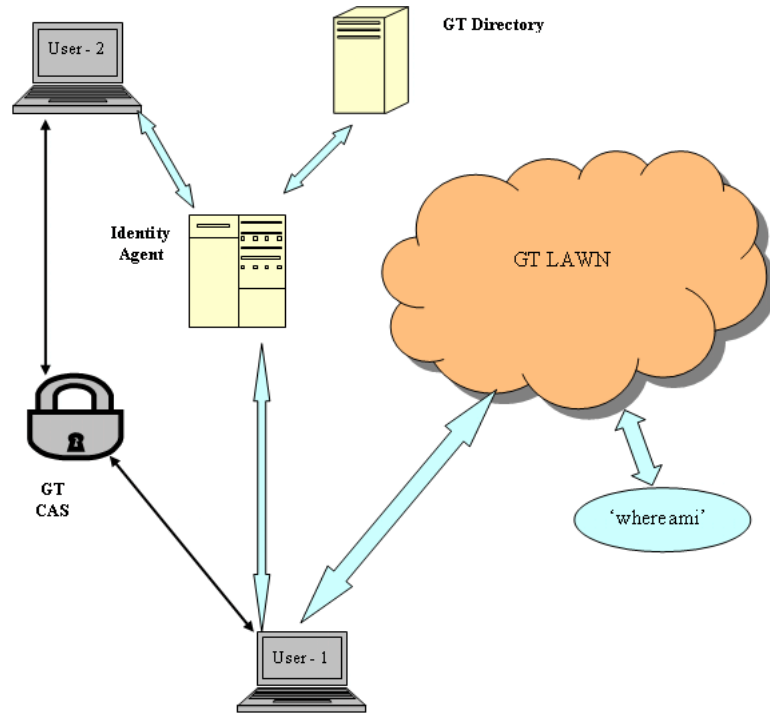 User - 2
GT Directory
Identity
Agent
GT LAWN
GT
CAS
'whereami'
User - 1